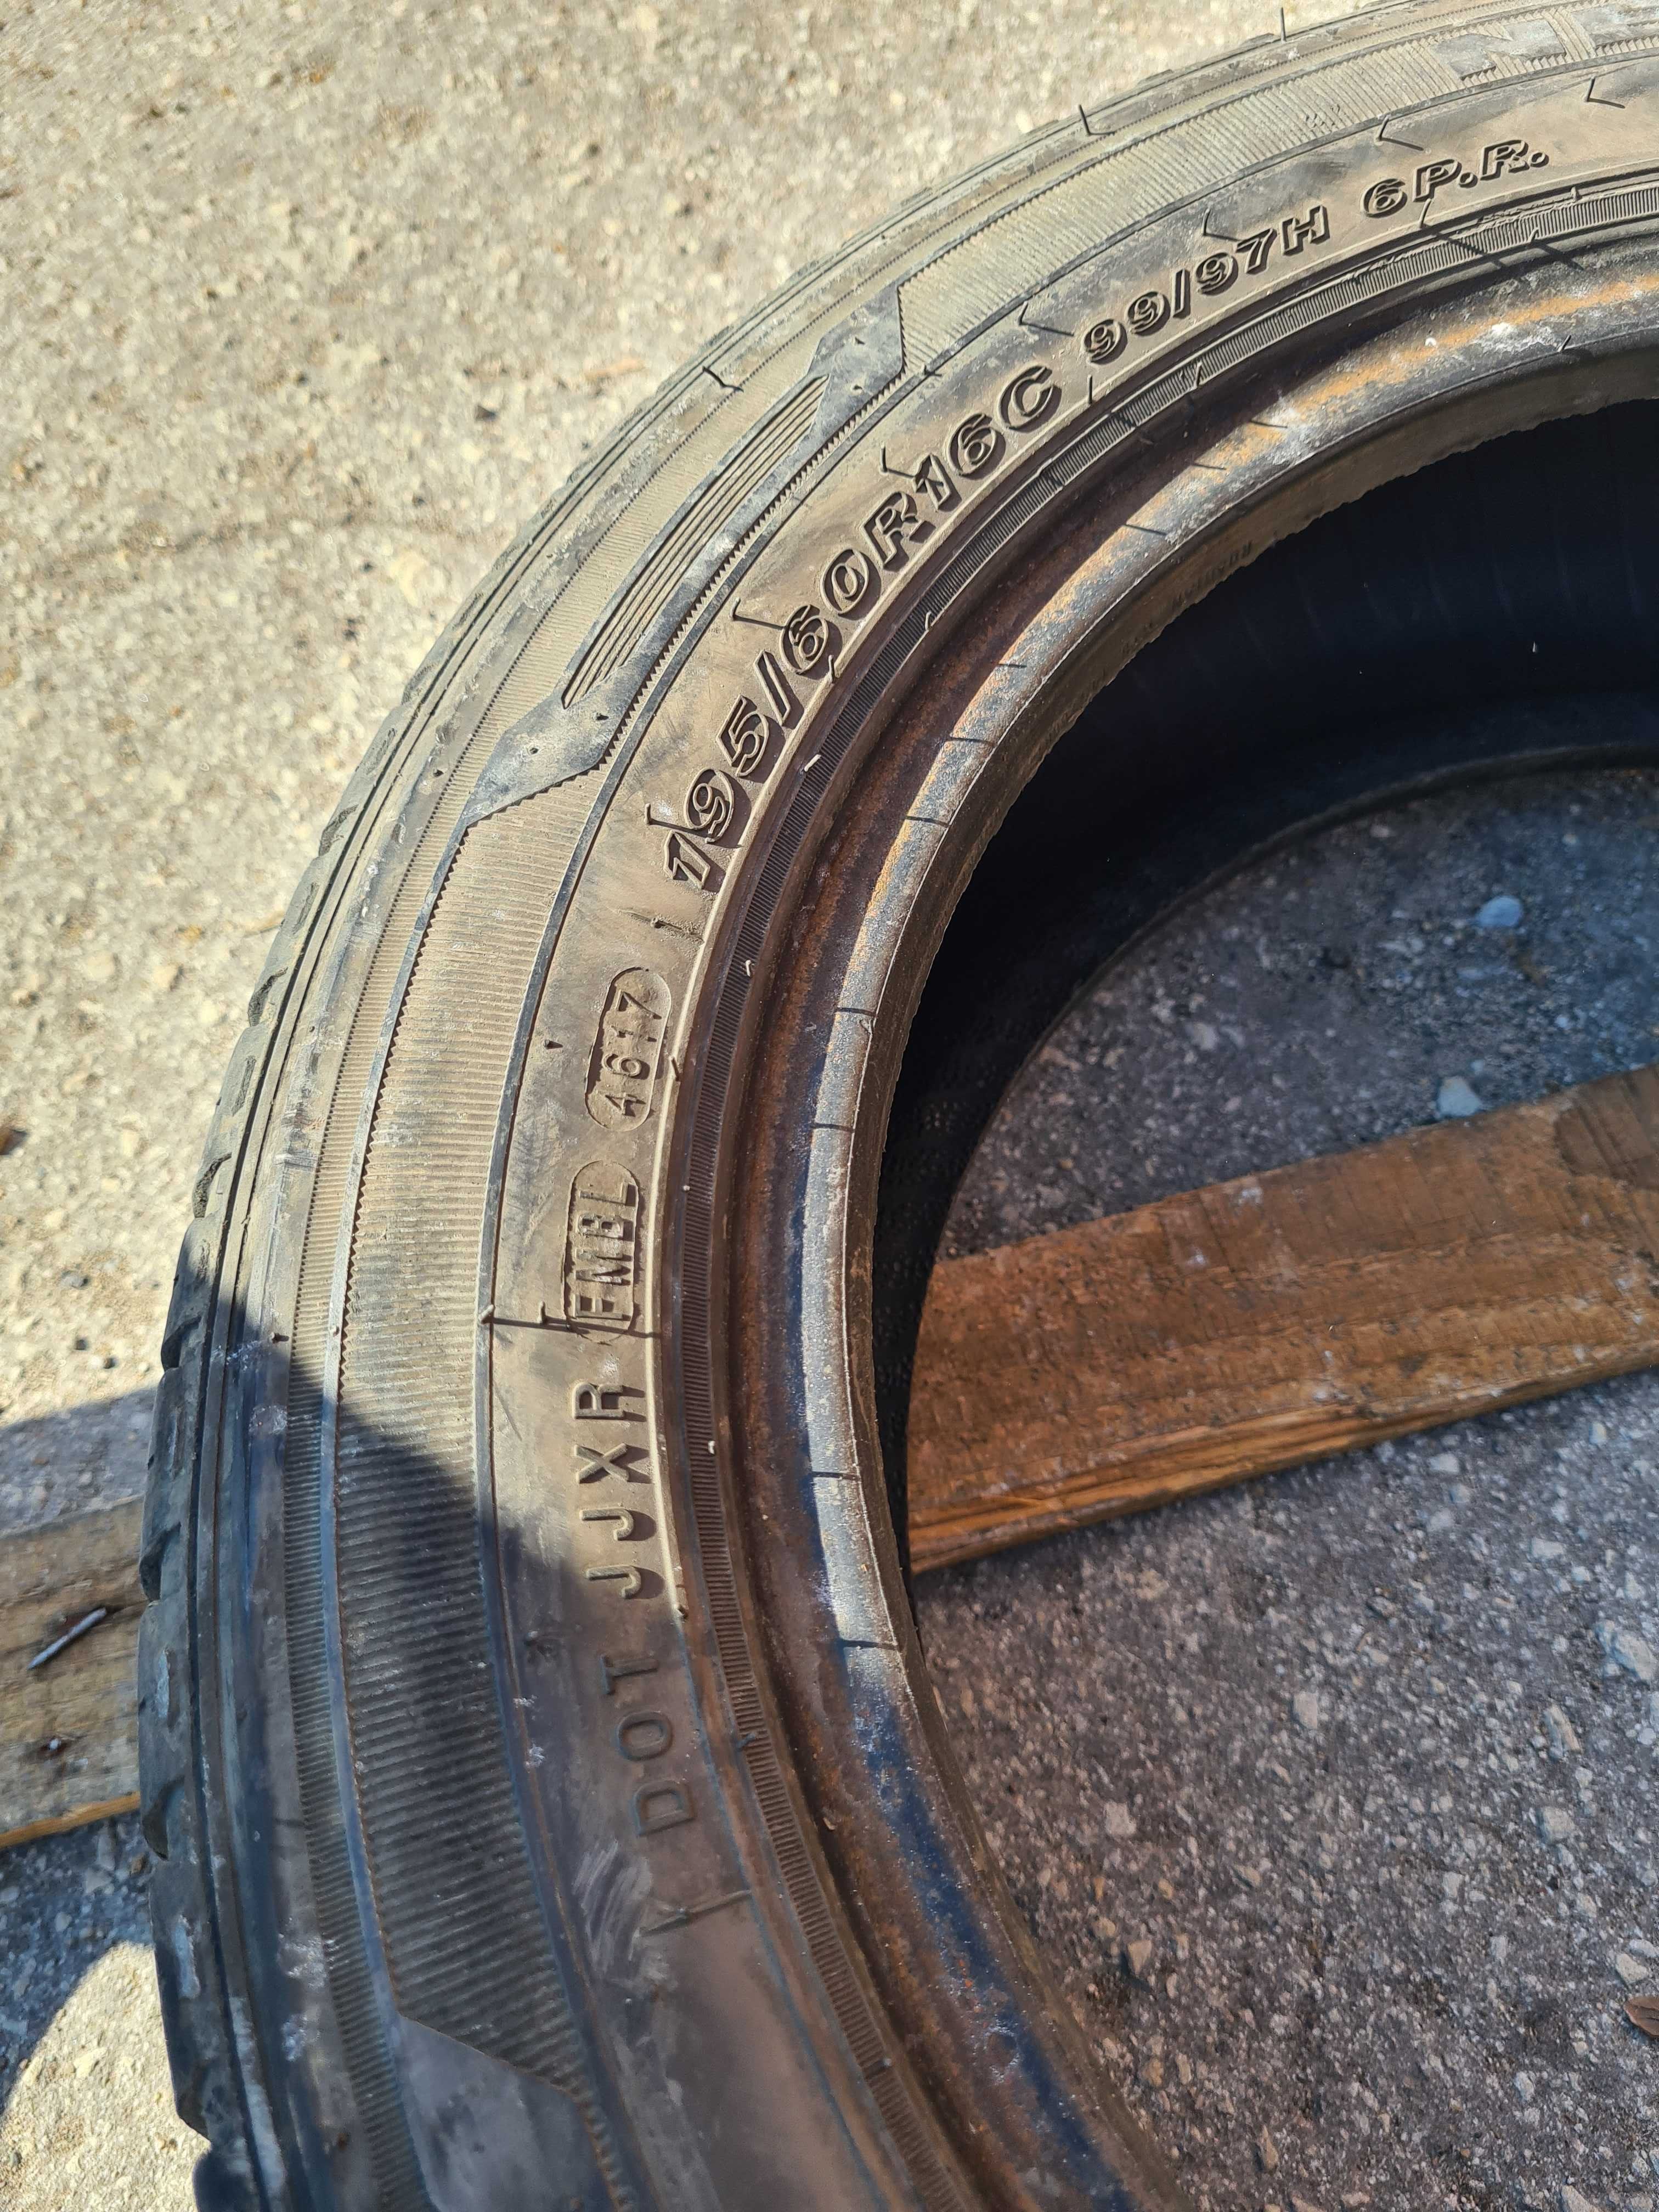 195/60R16C 99/97H 6P.R.
DOT JJXR FMBL 4617